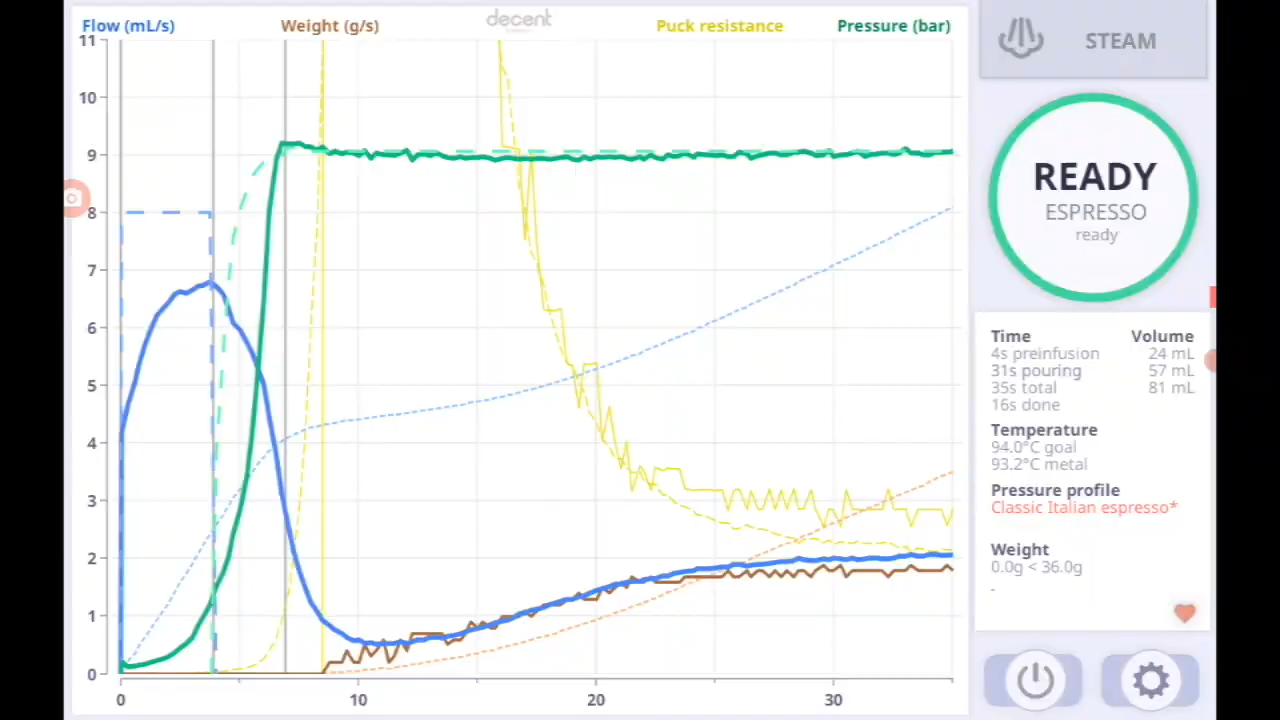 Flow (mL/s) Weight (g/s) decent Puck resistance Pressure (bar)
11
10
9
8
7
6
5
4
3
2
1
0
0 10 20 30
STEAM
READY
ESPRESSO
ready
Time Volume
4s preinfusion 24 mL
31s pouring 57 mL
35s total 81 mL
16s done
Temperature
94.0°C goal
93.2°C metal
Pressure profile
Classic Italian espresso*
Weight
0.0g < 36.0g
-